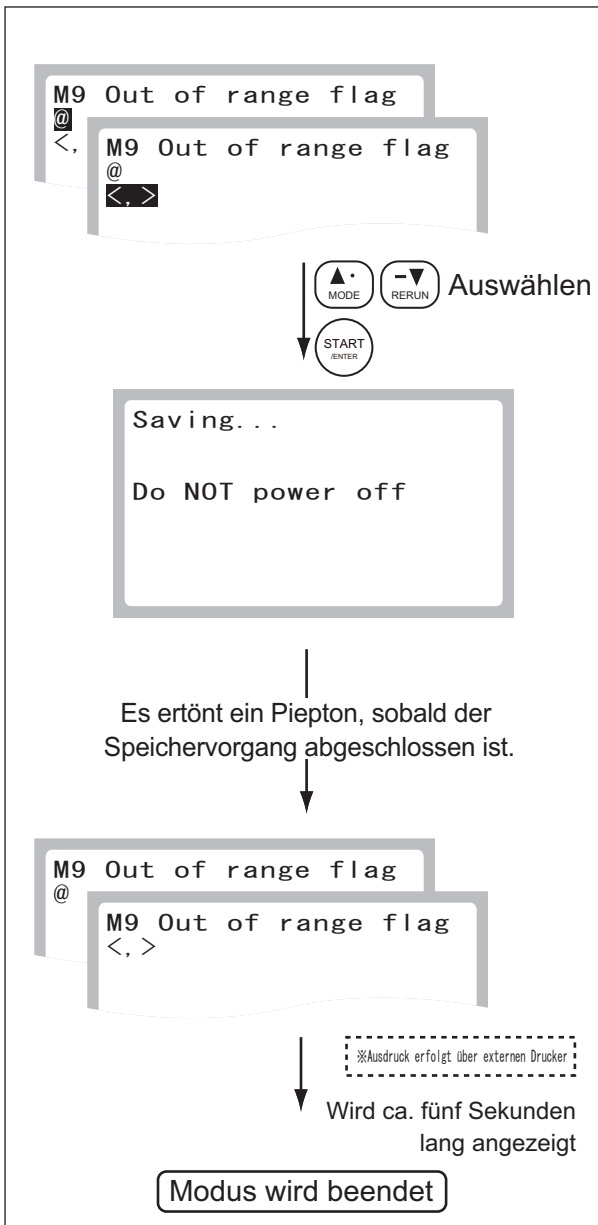 M9 Out of range flag
@
<,
M9 Out of range flag
@
<, >
▲・
MODE
−▼
RERUN
Auswählen
START
/ENTER
Saving...
Do NOT power off
Es ertönt ein Piepton, sobald der
Speichervorgang abgeschlossen ist.
M9 Out of range flag
@
M9 Out of range flag
<, >
※Ausdruck erfolgt über externen Drucker
Wird ca. fünf Sekunden
lang angezeigt
Modus wird beendet